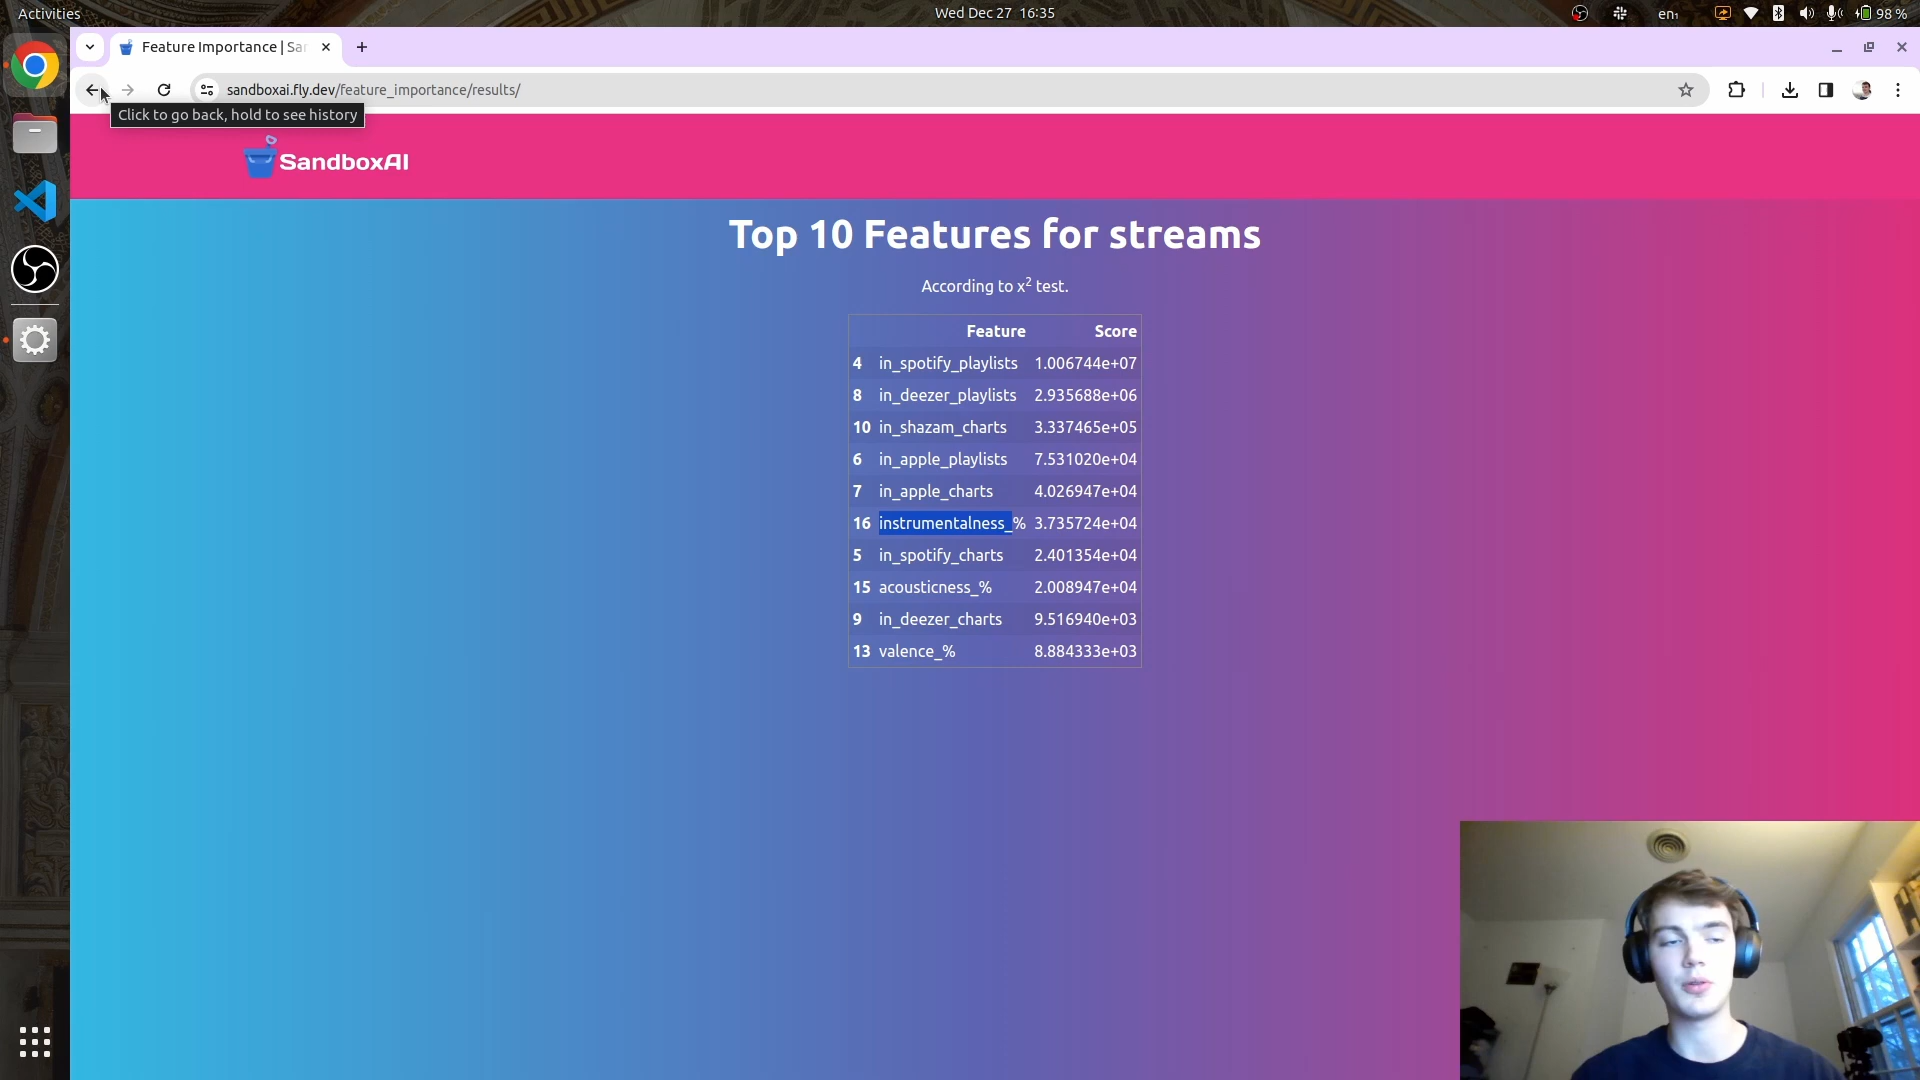 Activities
Wed Dec 27 16:35
en₁
98 %
Feature Importance | Sa
sandboxai.fly.dev/feature_importance/results/
Click to go back, hold to see history
SandboxAI
Top 10 Features for streams
According to x² test.
Feature Score
4 in_spotify_playlists 1.006744e+07
8 in_deezer_playlists 2.935688e+06
10 in_shazam_charts 3.337465e+05
6 in_apple_playlists 7.531020e+04
7 in_apple_charts 4.026947e+04
16 instrumentalness_% 3.735724e+04
5 in_spotify_charts 2.401354e+04
15 acousticness_% 2.008947e+04
9 in_deezer_charts 9.516940e+03
13 valence_% 8.884333e+03